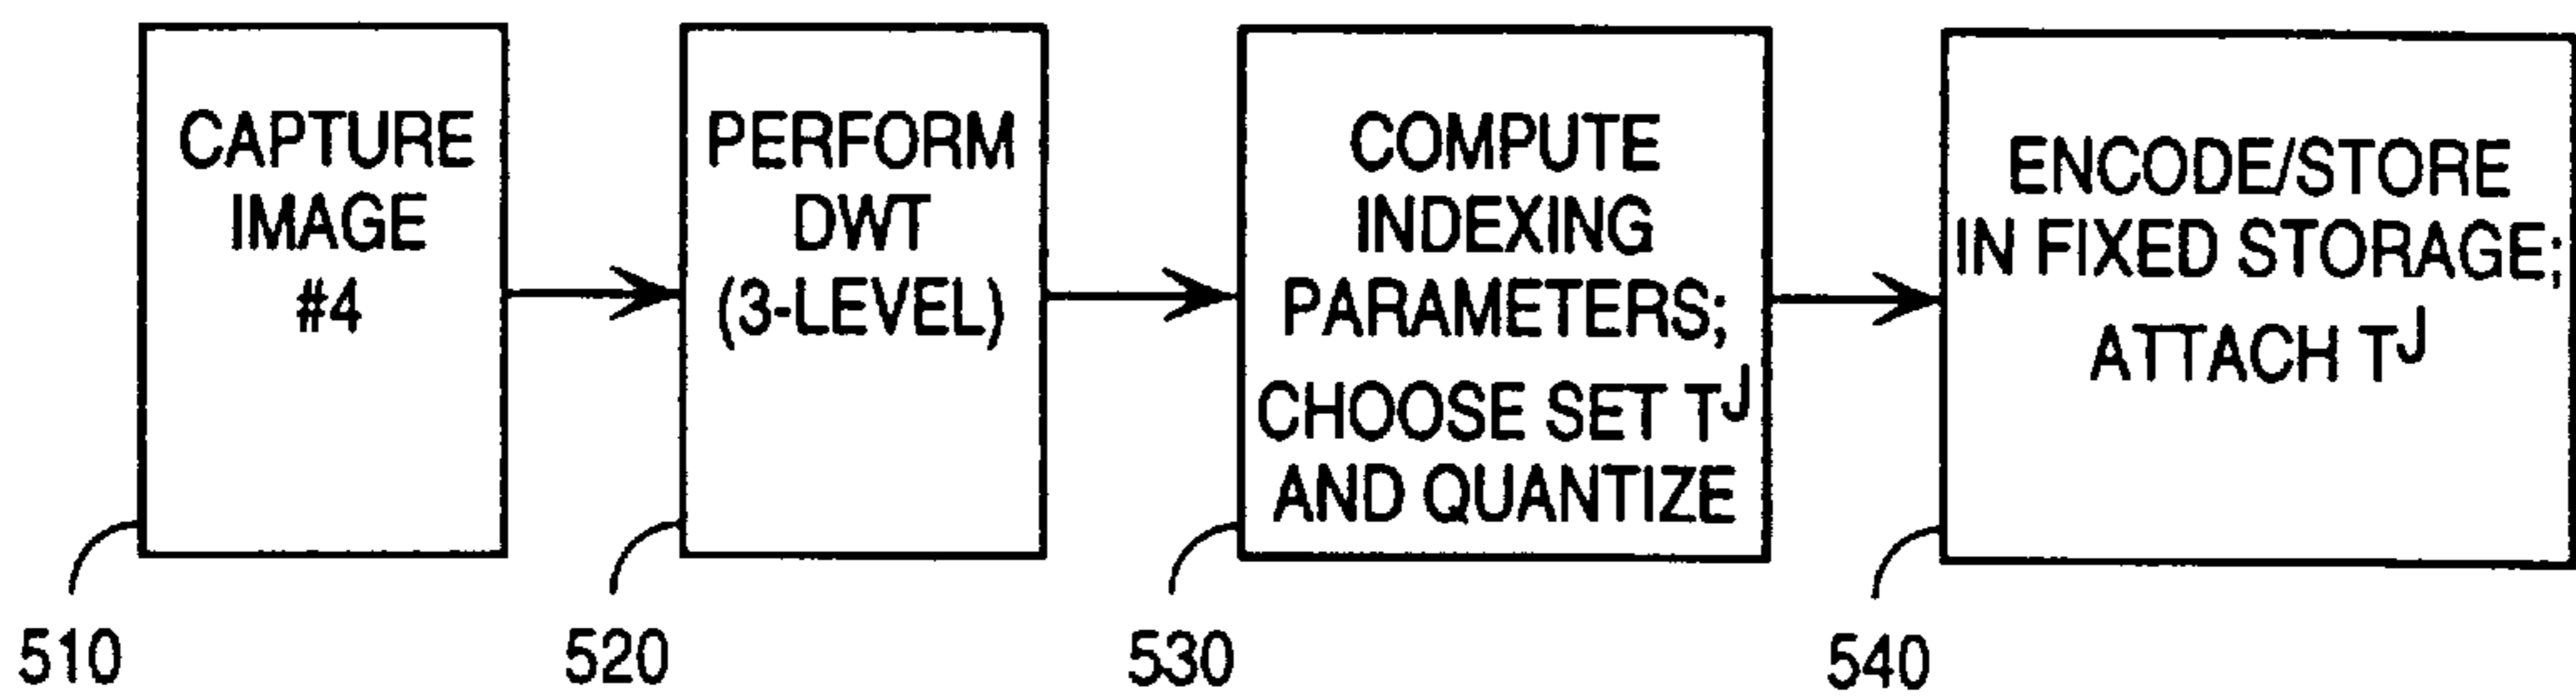 CAPTURE
IMAGE
#4
PERFORM
DWT
(3-LEVEL)
COMPUTE
INDEXING
PARAMETERS;
CHOOSE SET T^J
AND QUANTIZE
ENCODE/STORE
IN FIXED STORAGE;
ATTACH T^J
510
520
530
540